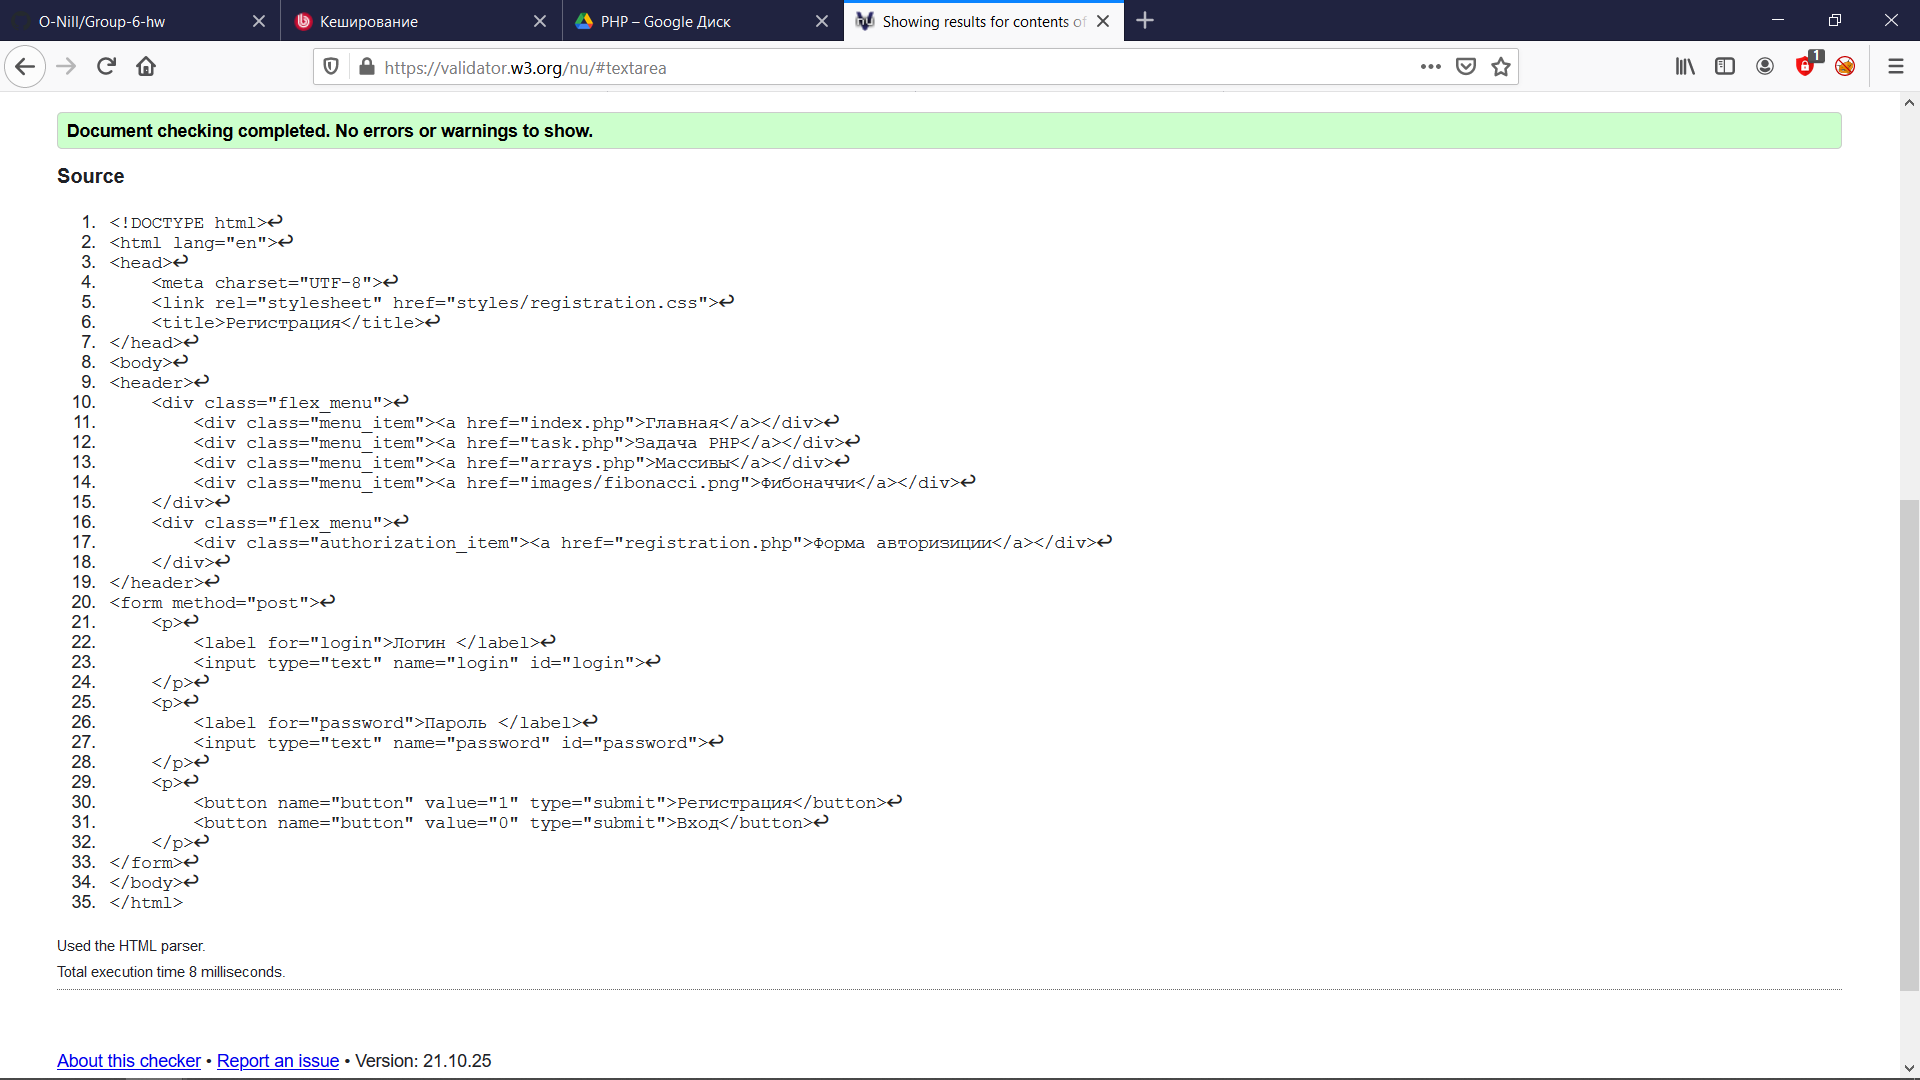 O-Nill/Group-6-hw
Кеширование
PHP – Google Диск
Showing results for contents of
https://validator.w3.org/nu/#textarea
1
Document checking completed. No errors or warnings to show.
Source
1. <!DOCTYPE html>↩
2. <html lang="en">↩
3. <head>↩
4.     <meta charset="UTF-8">↩
5.     <link rel="stylesheet" href="styles/registration.css">↩
6.     <title>Регистрация</title>↩
7. </head>↩
8. <body>↩
9. <header>↩
10.     <div class="flex_menu">↩
11.         <div class="menu_item"><a href="index.php">Главная</a></div>↩
12.         <div class="menu_item"><a href="task.php">Задача PHP</a></div>↩
13.         <div class="menu_item"><a href="arrays.php">Массивы</a></div>↩
14.         <div class="menu_item"><a href="images/fibonacci.png">Фибоначчи</a></div>↩
15.     </div>↩
16.     <div class="flex_menu">↩
17.         <div class="authorization_item"><a href="registration.php">Форма авторизиции</a></div>↩
18.     </div>↩
19. </header>↩
20. <form method="post">↩
21.     <p>↩
22.         <label for="login">Логин </label>↩
23.         <input type="text" name="login" id="login">↩
24.     </p>↩
25.     <p>↩
26.         <label for="password">Пароль </label>↩
27.         <input type="text" name="password" id="password">↩
28.     </p>↩
29.     <p>↩
30.         <button name="button" value="1" type="submit">Регистрация</button>↩
31.         <button name="button" value="0" type="submit">Вход</button>↩
32.     </p>↩
33. </form>↩
34. </body>↩
35. </html>
Used the HTML parser.
Total execution time 8 milliseconds.
About this checker • Report an issue • Version: 21.10.25